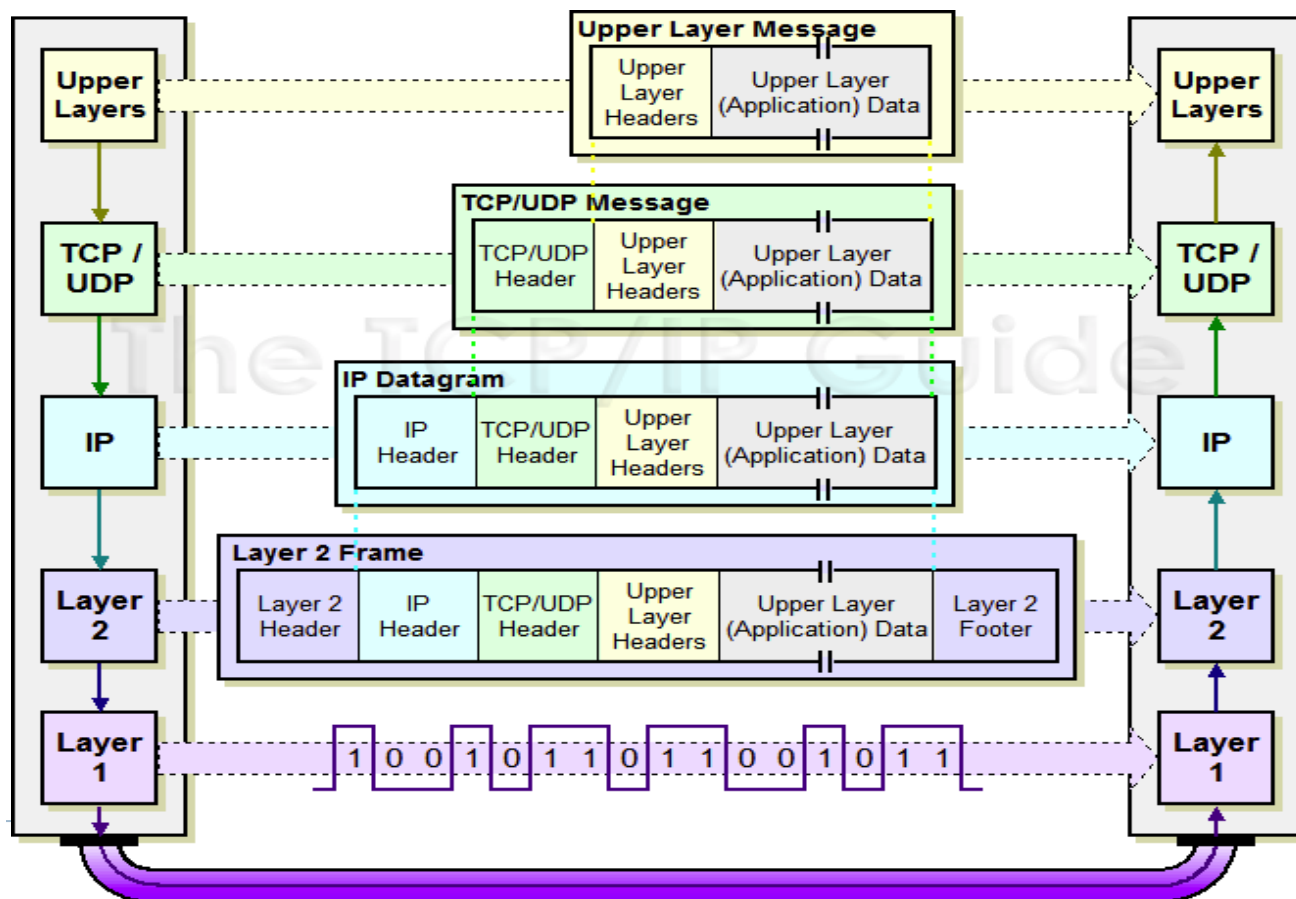 Upper Layer Message
Upper
Layers
Upper
Layer
Headers
Upper Layer
(Application) Data
Upper
Layers
TCP/UDP Message
TCP /
UDP
TCP/UDP
Header
Upper
Layer
Headers
Upper Layer
(Application) Data
TCP /
UDP
The TCP/IP Guide
IP Datagram
IP
IP
Header
TCP/UDP
Header
Upper
Layer
Headers
Upper Layer
(Application) Data
IP
Layer 2 Frame
Layer
2
Layer 2
Header
IP
Header
TCP/UDP
Header
Upper
Layer
Headers
Upper Layer
(Application) Data
Layer 2
Footer
Layer
2
Layer
1
1 0 0 1 0 1 1 0 1 1 0 0 1 0 1 1
Layer
1